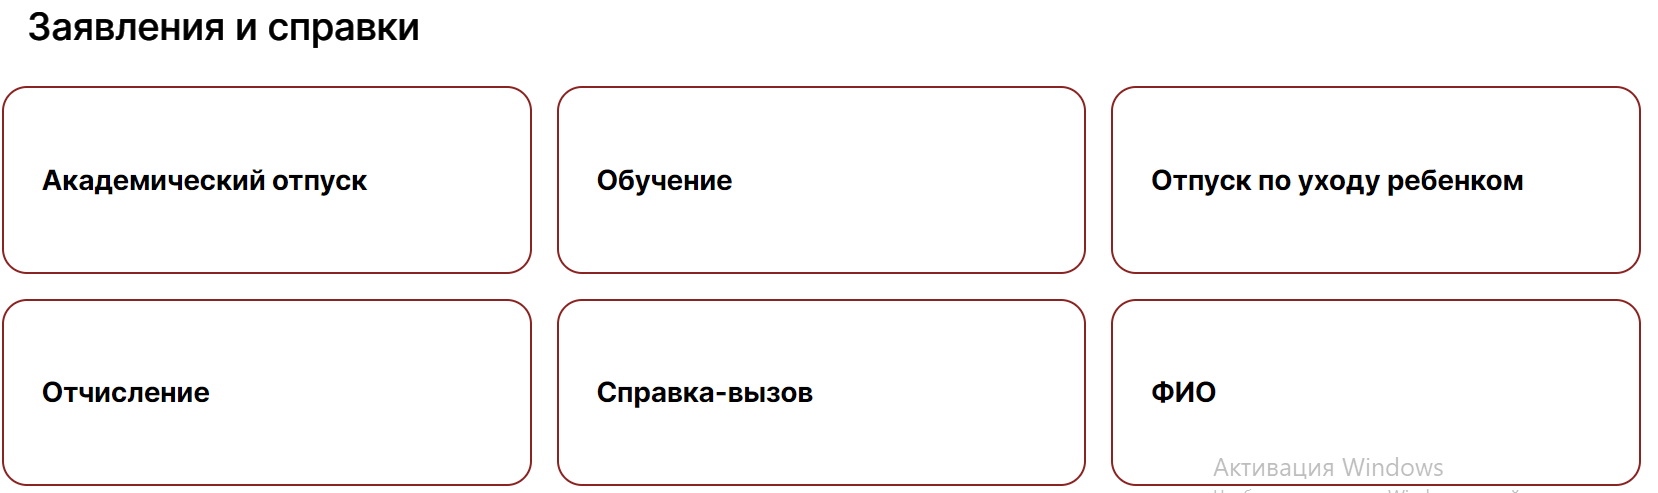 Заявления и справки
Академический отпуск
Обучение
Отпуск по уходу ребенком
Отчисление
Справка-вызов
ФИО
Активация Windows